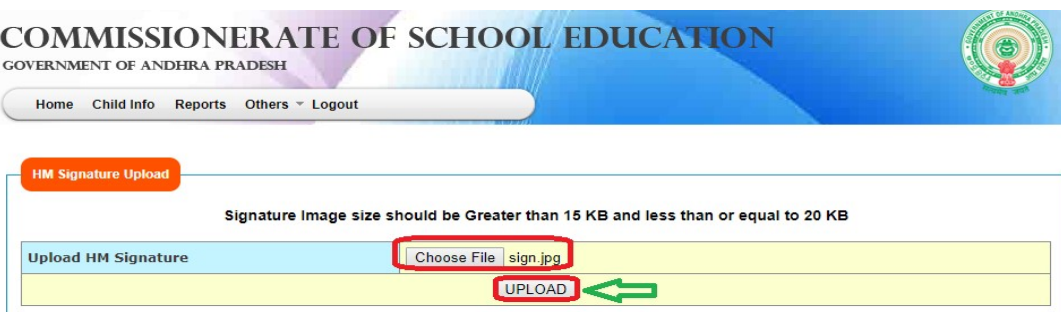 COMMISSIONERATE OF SCHOOL EDUCATION
GOVERNMENT OF ANDHRA PRADESH
Home Child Info Reports Others Logout
HM Signature Upload
Signature Image size should be Greater than 15 KB and less than or equal to 20 KB
Upload HM Signature Choose File sign.jpg
UPLOAD